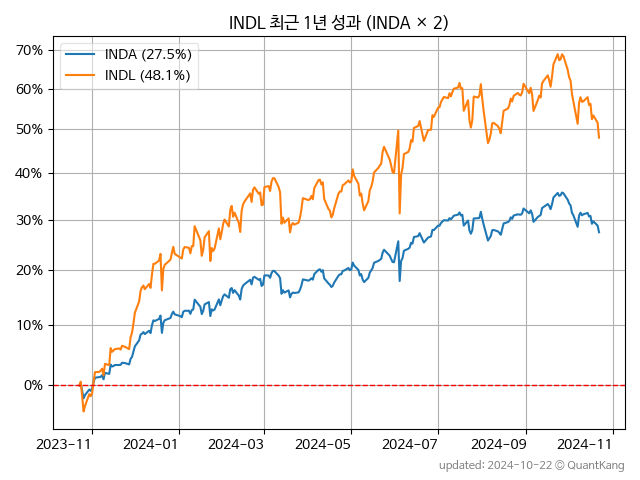 INDL 최근 1년 성과 (INDA × 2)
INDA (27.5%)
INDL (48.1%)
70%
60%
50%
40%
30%
20%
10%
0%
2023-11 2024-01 2024-03 2024-05 2024-07 2024-09 2024-11
updated: 2024-10-22 © QuantKang